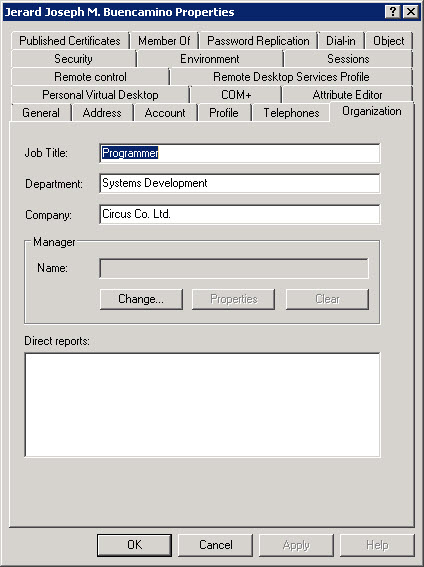 Jerard Joseph M. Buencamino Properties
Published Certificates Member Of Password Replication Dial-in Object
Security Environment Sessions
Remote control Remote Desktop Services Profile
Personal Virtual Desktop COM+ Attribute Editor
General Address Account Profile Telephones Organization
Job Title: Programmer
Department: Systems Development
Company: Circus Co. Ltd.
Manager
Name:
Change... Properties Clear
Direct reports:
OK Cancel Apply Help